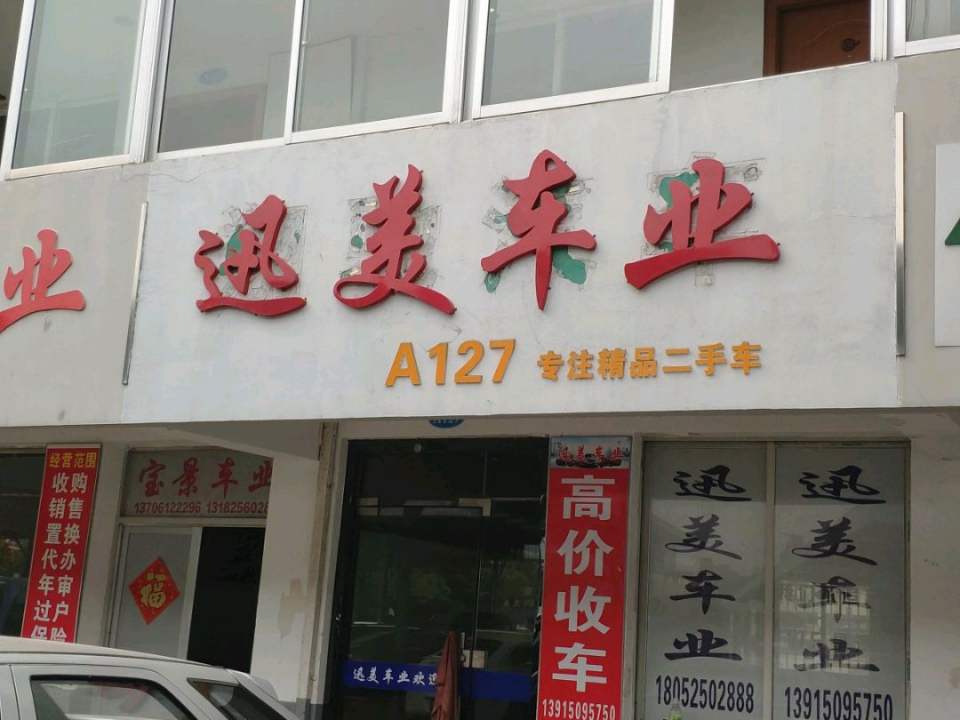 业
迅美车业
A127 专注精品二手车
经营范围
收购
销售
置换
代办
年审
过户
保险
宝景车业
13706122296 131825602
福
迅美车业
高价收车
13915095750
迅美车业欢迎
迅美车业
18052502888
迅美车业
13915095750